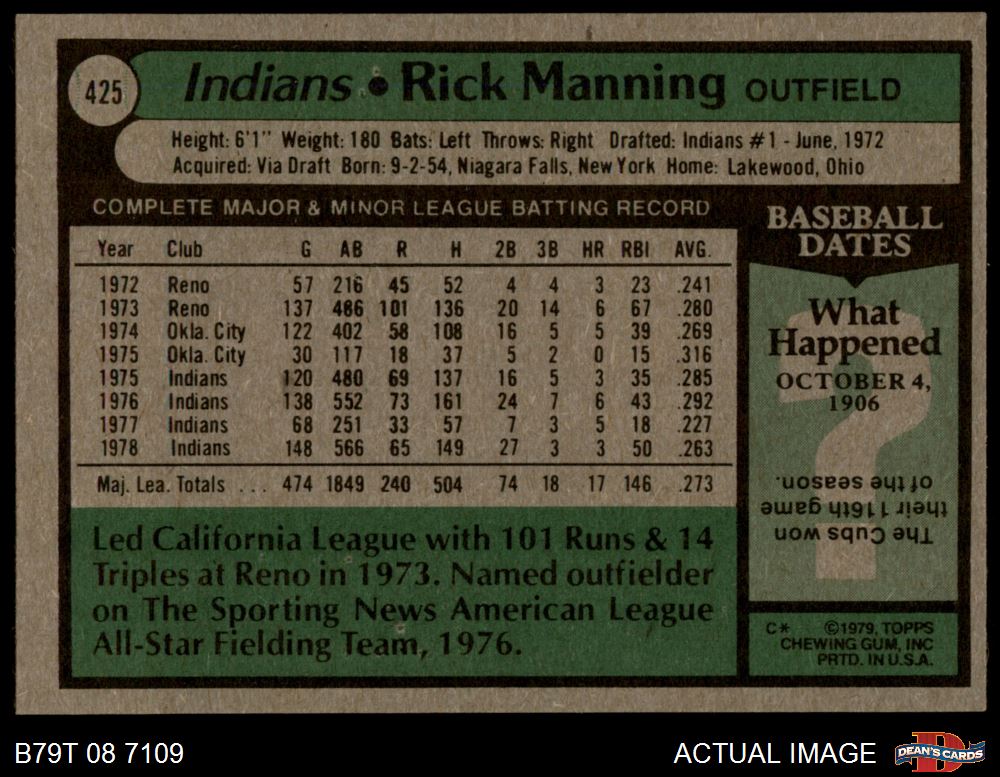 425
Indians • Rick Manning OUTFIELD
Height: 6'1" Weight: 180 Bats: Left Throws: Right Drafted: Indians #1 - June, 1972
Acquired: Via Draft Born: 9-2-54, Niagara Falls, New York Home: Lakewood, Ohio
COMPLETE MAJOR & MINOR LEAGUE BATTING RECORD
Year Club G AB R H 2B 3B HR RBI AVG.
1972 Reno 57 216 45 52 4 4 3 23 .241
1973 Reno 137 486 101 136 20 14 6 67 .280
1974 Okla. City 122 402 58 108 16 5 5 39 .269
1975 Okla. City 30 117 18 37 5 2 0 15 .316
1975 Indians 120 480 69 137 16 5 3 35 .285
1976 Indians 138 552 73 161 24 7 6 43 .292
1977 Indians 68 251 33 57 7 3 5 18 .227
1978 Indians 148 566 65 149 27 3 3 50 .263
Maj. Lea. Totals ... 474 1849 240 504 74 18 17 146 .273
Led California League with 101 Runs & 14
Triples at Reno in 1973. Named outfielder
on The Sporting News American League
All-Star Fielding Team, 1976.
BASEBALL
DATES
What
Happened
OCTOBER 4,
1906
?
The Cubs won
their 116th game
of the season.
C* ©1979, TOPPS
CHEWING GUM, INC
PRTD. IN U.S.A.
B79T 08 7109
ACTUAL IMAGE
D
DEAN'S CARDS